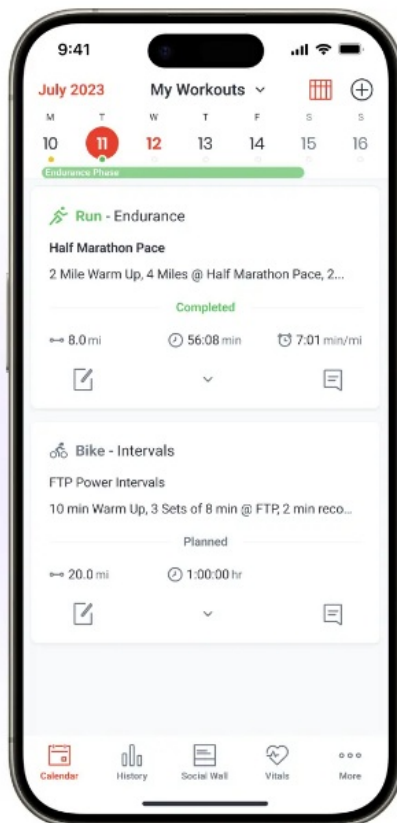 9:41
July 2023 My Workouts
M T W T F S S
10 11 12 13 14 15 16
Endurance Phase
Run - Endurance
Half Marathon Pace
2 Mile Warm Up, 4 Miles @ Half Marathon Pace, 2...
Completed
8.0 mi 56:08 min 7:01 min/mi
Bike - Intervals
FTP Power Intervals
10 min Warm Up, 3 Sets of 8 min @ FTP, 2 min reco...
Planned
20.0 mi 1:00:00 hr
Calendar History Social Wall Vitals More